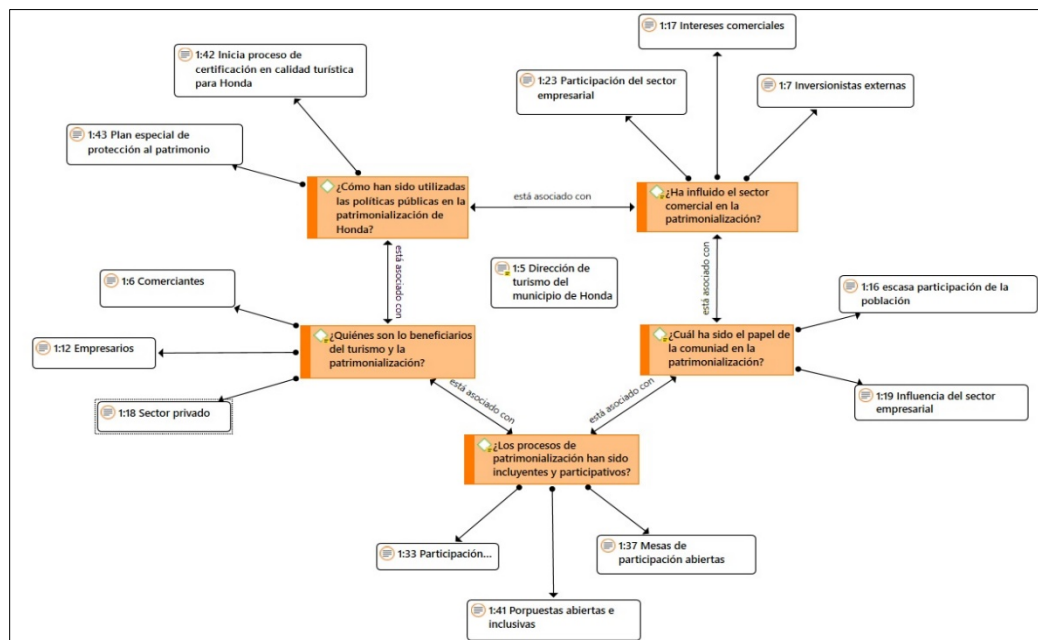 1:17 Intereses comerciales
1:42 Inicia proceso de
certificación en calidad turística
para Honda
1:23 Participación del sector
empresarial
1:7 Inversionistas externas
1:43 Plan especial de
protección al patrimonio
¿Cómo han sido utilizadas
las políticas públicas en la
patrimonialización de
Honda?
está asociado con
¿Ha influido el sector
comercial en la
patrimonialización?
está asociado con
está asociado con
1:5 Dirección de
turismo del
municipio de Honda
1:6 Comerciantes
1:16 escasa participación de la
población
1:12 Empresarios
¿Quiénes son lo beneficiarios
del turismo y la
patrimonialización?
¿Cuál ha sido el papel de
la comuniad en la
patrimonialización?
1:18 Sector privado
1:19 Influencia del sector
empresarial
está asociado con
está asociado con
¿Los procesos de
patrimonialización han sido
incluyentes y participativos?
1:33 Participación...
1:37 Mesas de
participación abiertas
1:41 Porpuestas abiertas e
inclusivas